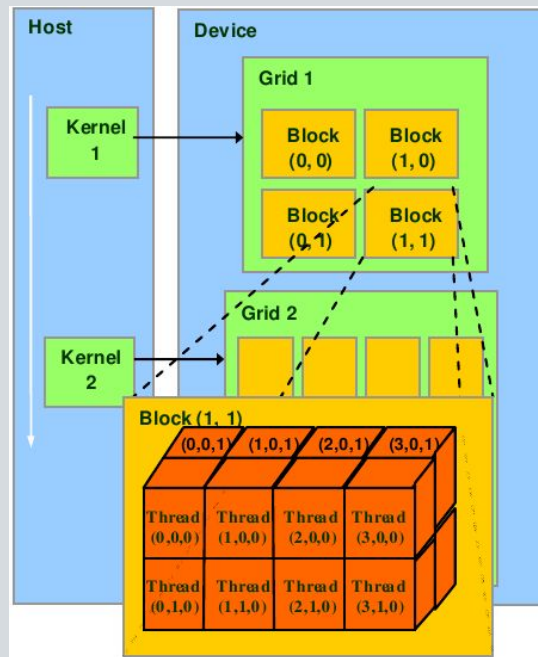 Host
Device
Grid 1
Kernel
1
Block
(0, 0)
Block
(1, 0)
Block
(0, 1)
Block
(1, 1)
Grid 2
Kernel
2
Block (1, 1)
(0,0,1)
(1,0,1)
(2,0,1)
(3,0,1)
Thread
(0,0,0)
Thread
(1,0,0)
Thread
(2,0,0)
Thread
(3,0,0)
Thread
(0,1,0)
Thread
(1,1,0)
Thread
(2,1,0)
Thread
(3,1,0)